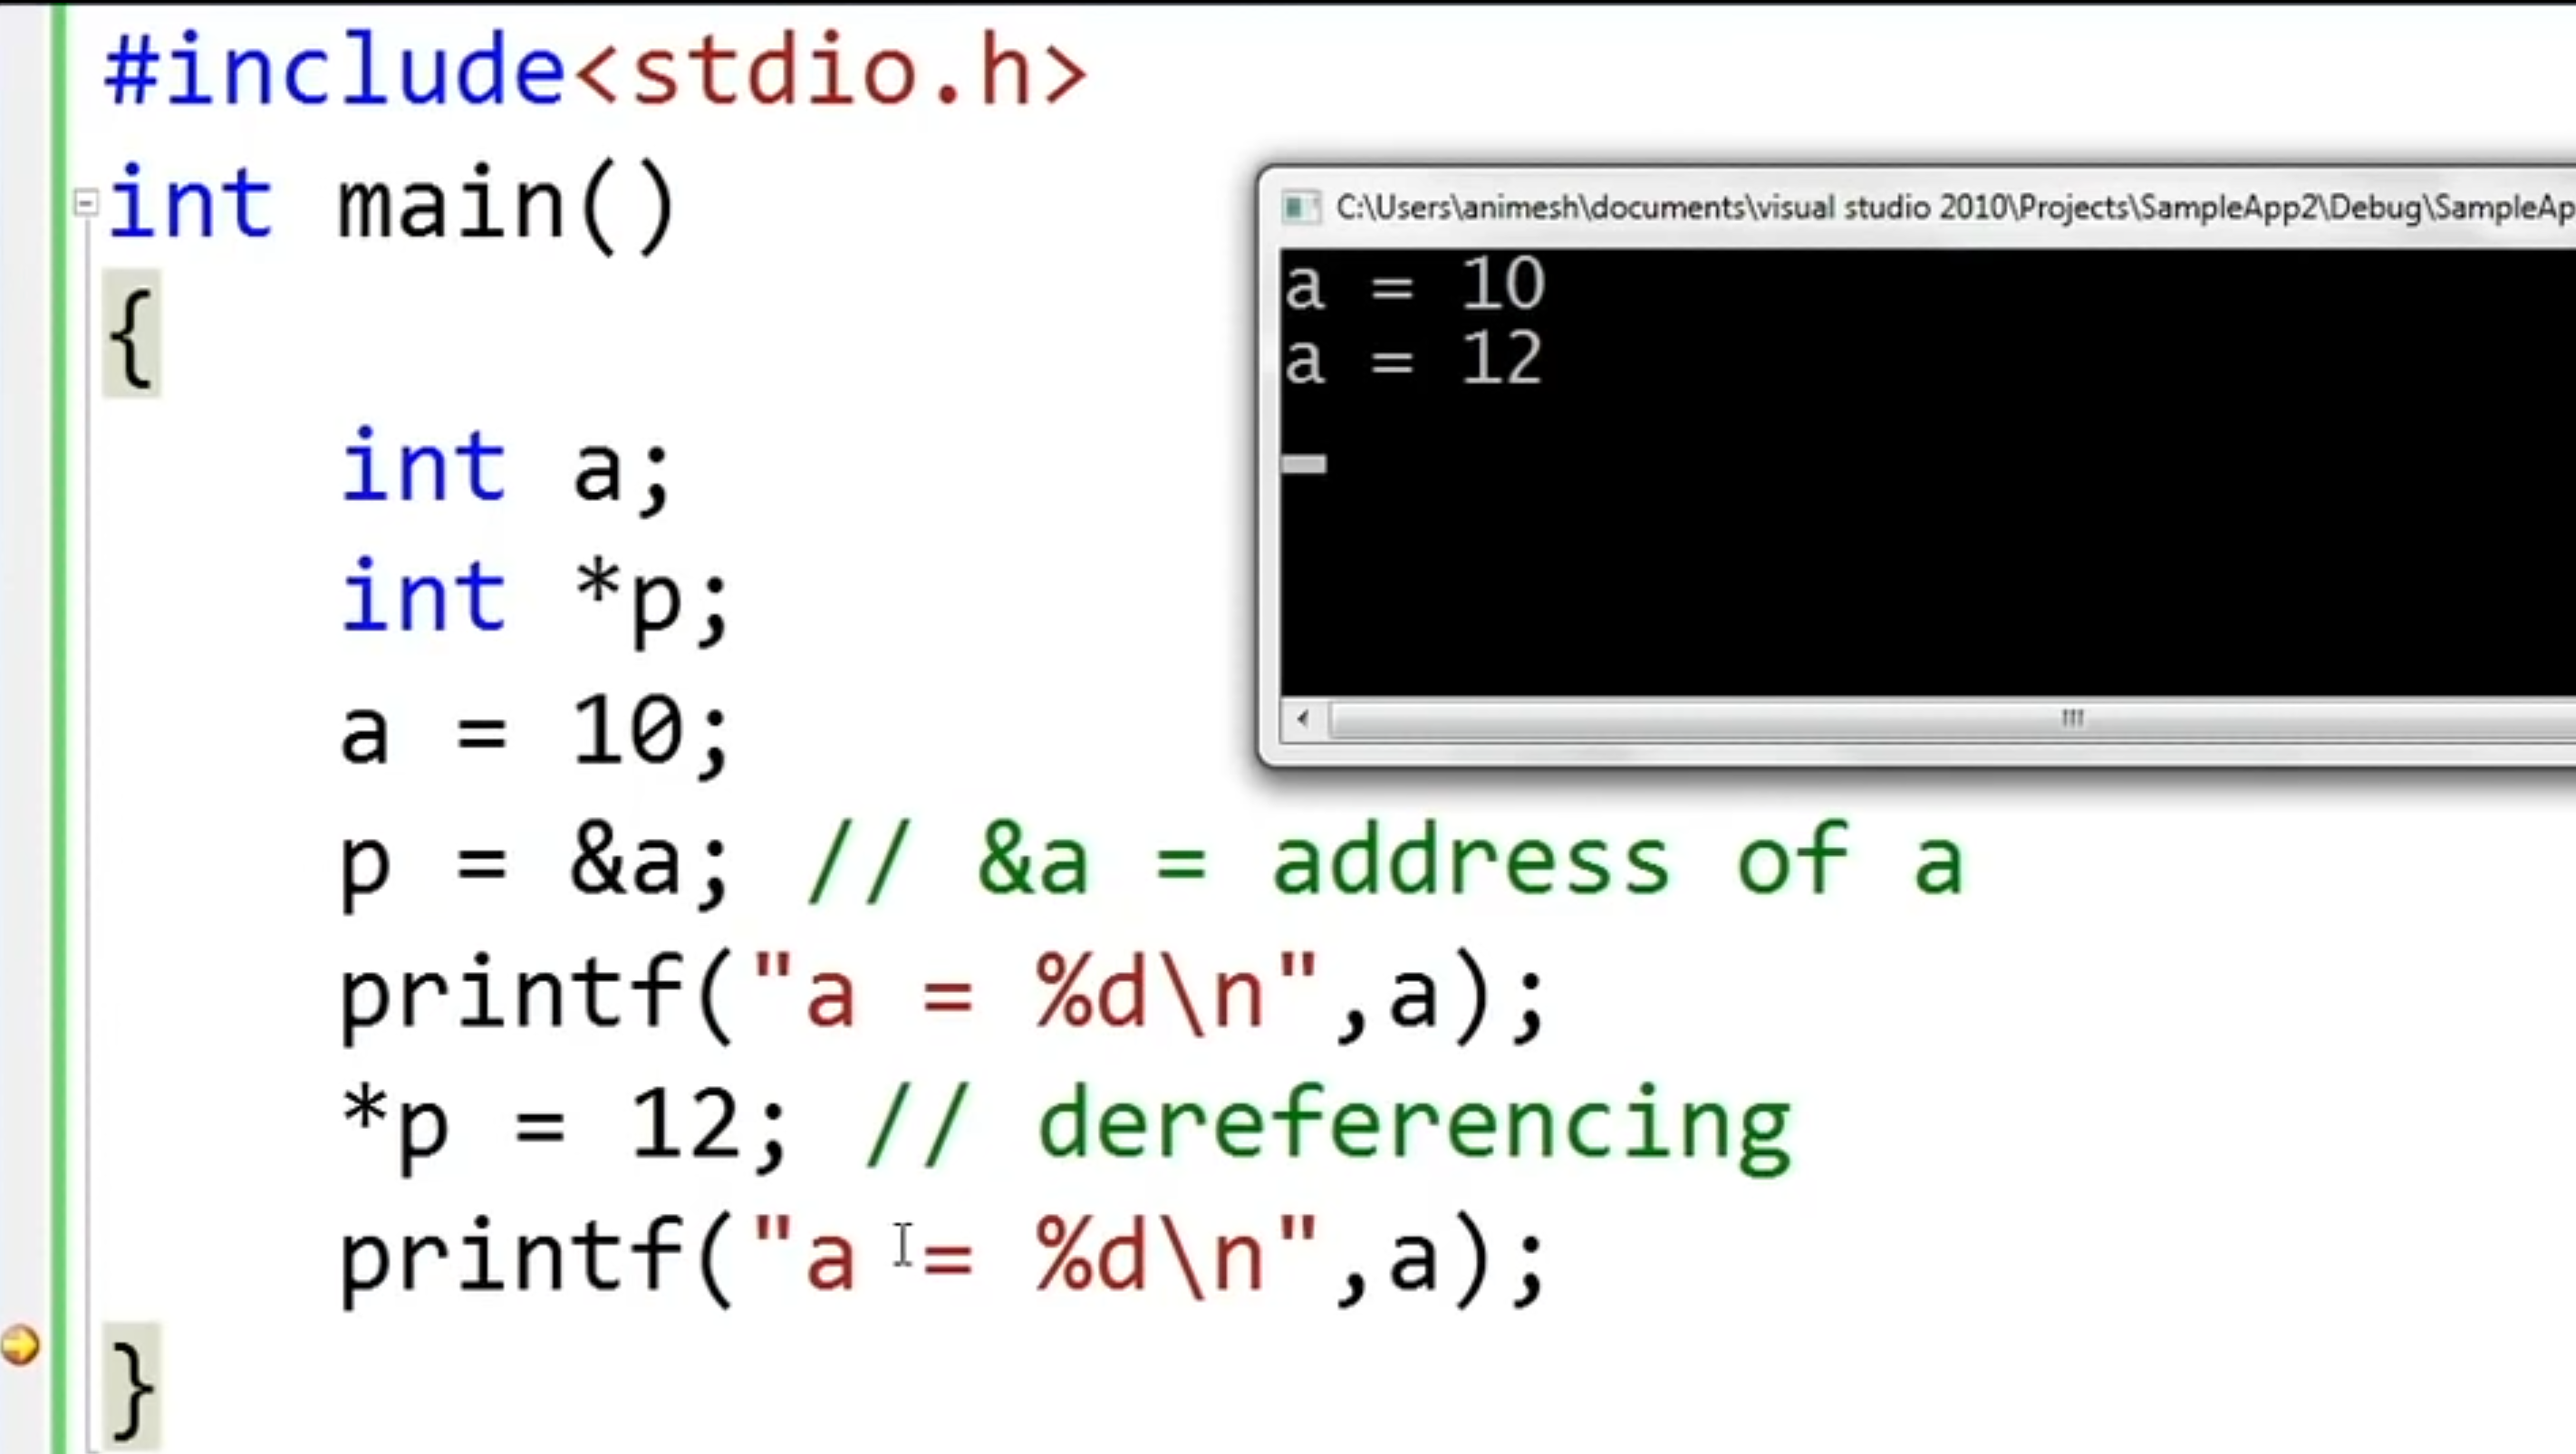 #include<stdio.h>
int main()
{
int a;
int *p;
a = 10;
p = &a; // &a = address of a
printf("a = %d\n",a);
*p = 12; // dereferencing
printf("a = %d\n",a);
}
C:\Users\animesh\documents\visual studio 2010\Projects\SampleApp2\Debug\SampleAp
a = 10
a = 12